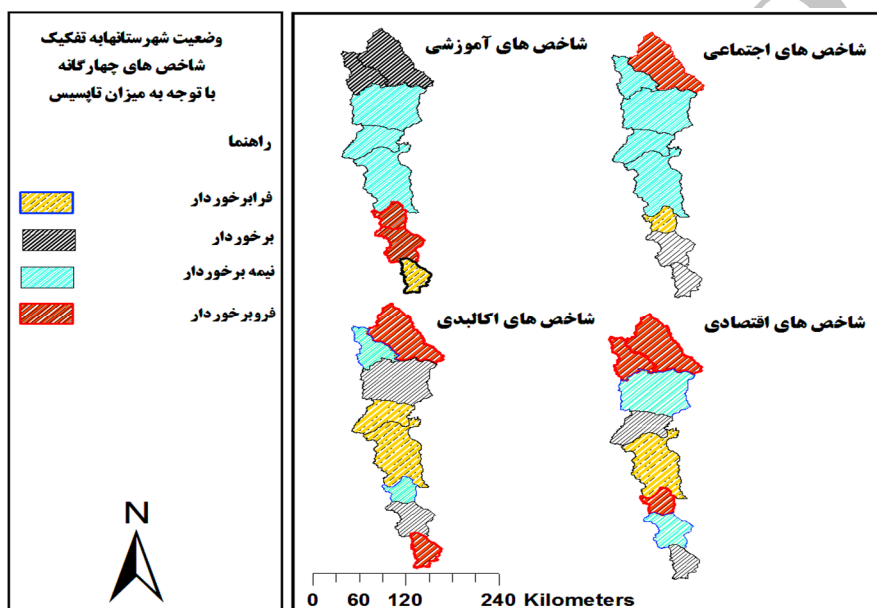 وضعیت شهرستانهابه تفکیک
شاخص های چهارگانه
با توجه به میزان تاپسیس
راهنما
فرابرخوردار
برخوردار
نیمه برخوردار
فروبرخوردار
N
شاخص های آموزشی
شاخص های اجتماعی
شاخص های اکالبدی
شاخص های اقتصادی
0 60 120 240 Kilometers